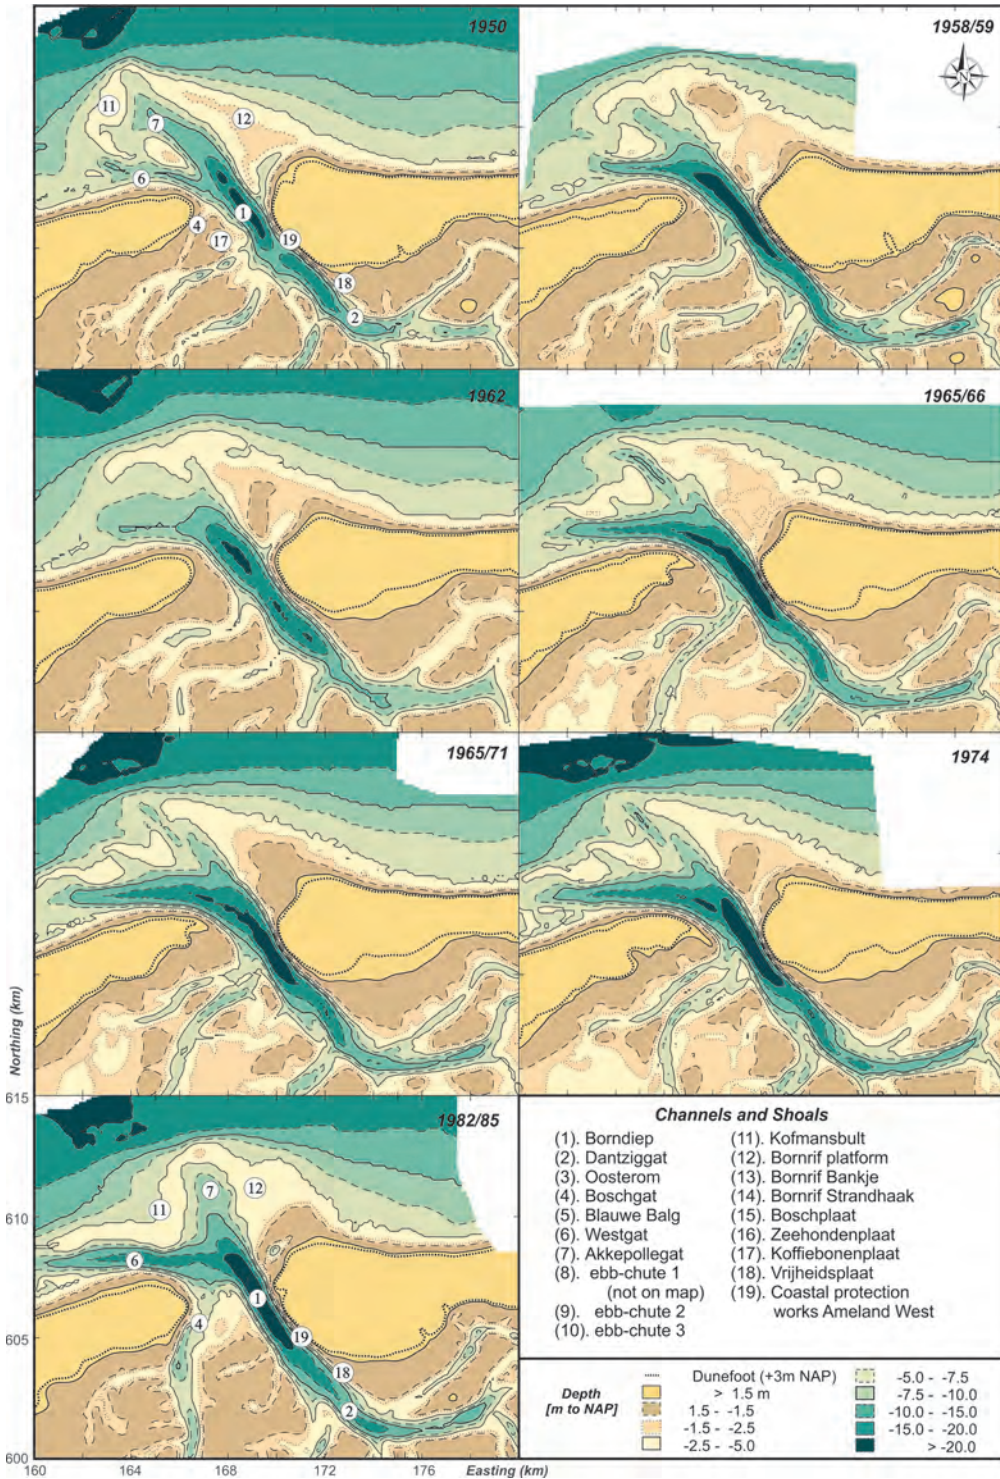 1950
1958/59
N
11
7
12
6
1
4
17
19
18
2
1962
1965/66
1965/71
1974
Northing (km)
615
1982/85
7
12
11
610
6
1
4
19
605
18
2
600
160
164
168
172
176
Easting (km)
Channels and Shoals
(1). Borndiep
(2). Dantziggat
(3). Oosterom
(4). Boschgat
(5). Blauwe Balg
(6). Westgat
(7). Akkepollegat
(8). ebb-chute 1
(not on map)
(9). ebb-chute 2
(10). ebb-chute 3
(11). Kofmansbult
(12). Bornrif platform
(13). Bornrif Bankje
(14). Bornrif Strandhaak
(15). Boschplaat
(16). Zeehondenplaat
(17). Koffiebonenplaat
(18). Vrijheidsplaat
(19). Coastal protection
works Ameland West
Depth
[m to NAP]
Dunefoot (+3m NAP)
> 1.5 m
1.5 - -1.5
-1.5 - -2.5
-2.5 - -5.0
-5.0 - -7.5
-7.5 - -10.0
-10.0 - -15.0
-15.0 - -20.0
> -20.0